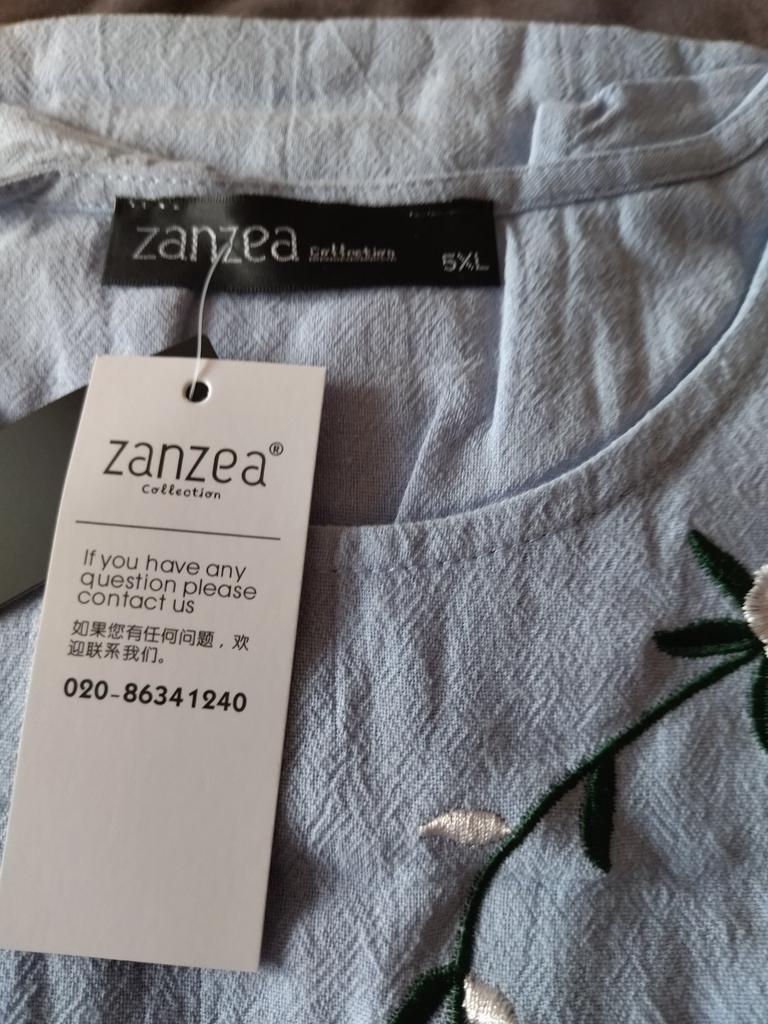 zanzea Collection 5XL
zanzea®
Collection
If you have any
question please
contact us
如果您有任何问题，欢
迎联系我们。
020-86341240